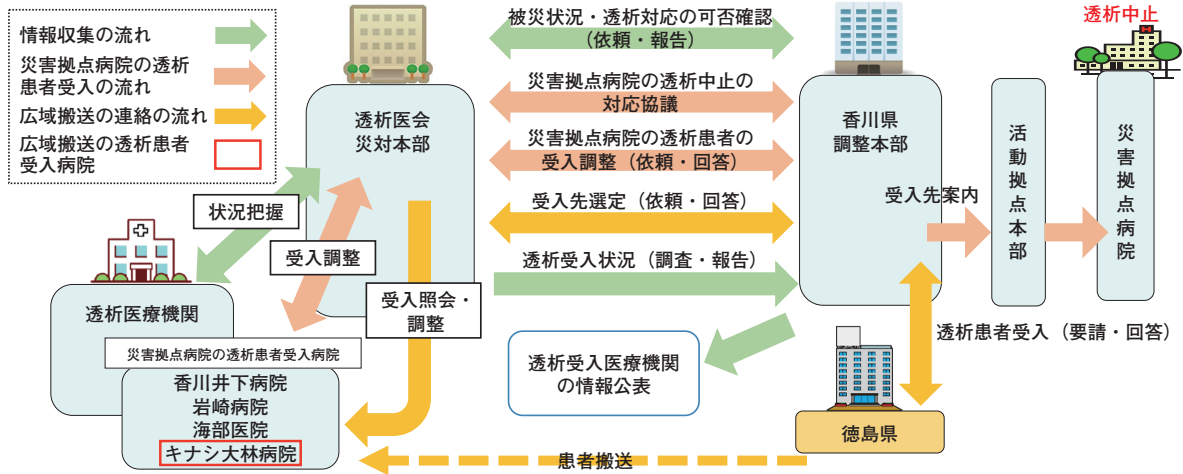 情報収集の流れ
災害拠点病院の透析
患者受入の流れ
広域搬送の連絡の流れ
広域搬送の透析患者
受入病院
透析医会
災対本部
被災状況・透析対応の可否確認
（依頼・報告）
災害拠点病院の透析中止の
対応協議
災害拠点病院の透析患者の
受入調整（依頼・回答）
受入先選定（依頼・回答）
透析受入状況（調査・報告）
香川県
調整本部
透析中止
受入先案内
活動拠点本部
災害拠点病院
状況把握
受入調整
受入照会・
調整
透析医療機関
災害拠点病院の透析患者受入病院
香川井下病院
岩崎病院
海部医院
キナシ大林病院
透析受入医療機関
の情報公表
透析患者受入（要請・回答）
徳島県
患者搬送